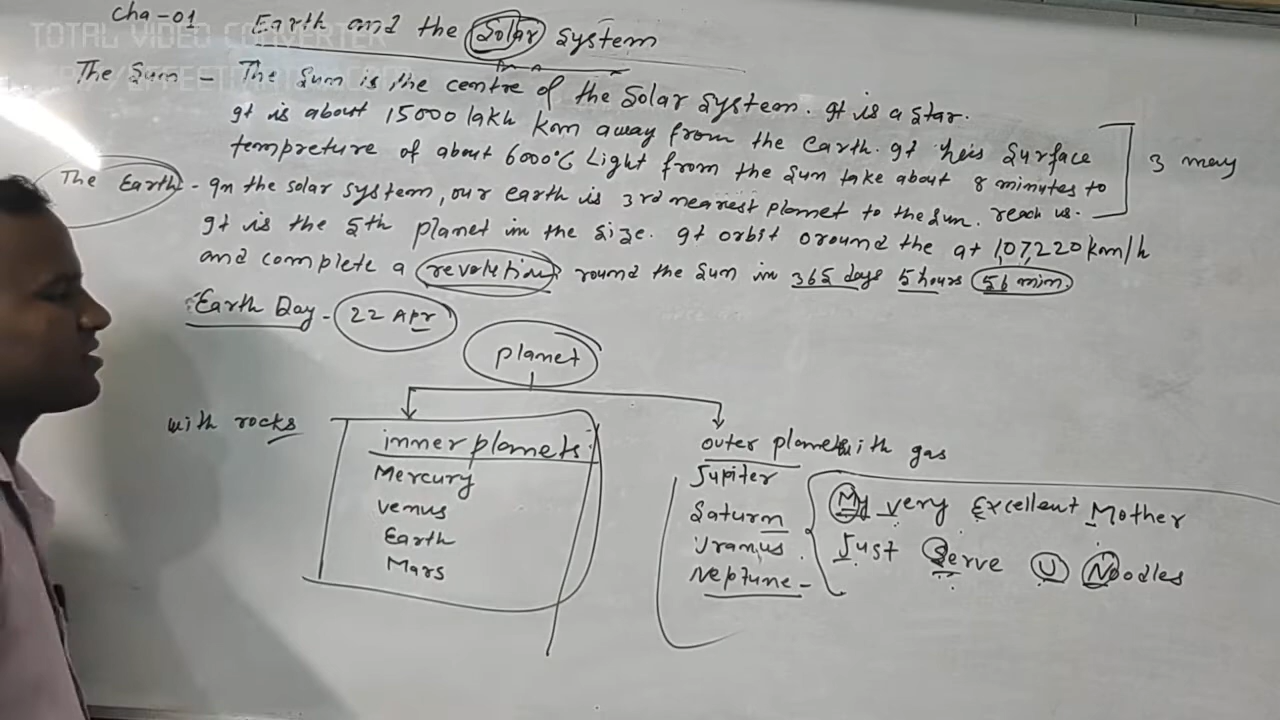 TOTAL VIDEO CONVERTER
Cha-01 Earth and the Solar System
The Sun - The Sun is the centre of the Solar System. It is a Star.
It is about 15000 lakh Km away from the Earth. It heis Surface
tempreture of about 6000°C Light from the Sun take about 8 minutes to
reach us.
3 marg
The Earth - In the solar system, our earth is 3rd nearest planet to the Sun.
It is the 5th planet in the size. It orbit oround the at 1,07,220 km/h
and complete a revolution round the Sun in 365 days 5 hours 56 min.
Earth Day - 22 Apr
planet
with rocks
inner planets:
Mercury
Venus
Earth
Mars
outer planets with gas
Jupiter
Saturn
Uranus.
Neptune -
My very Excellent Mother
Just Serve U Noodles